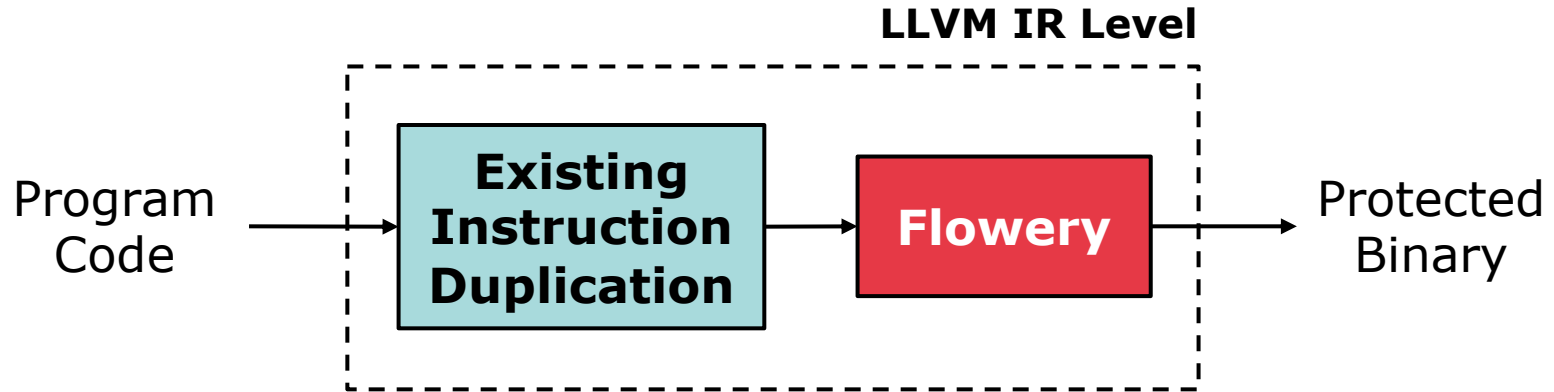 LLVM IR Level
Program
Code
Existing
Instruction
Duplication
Flowery
Protected
Binary